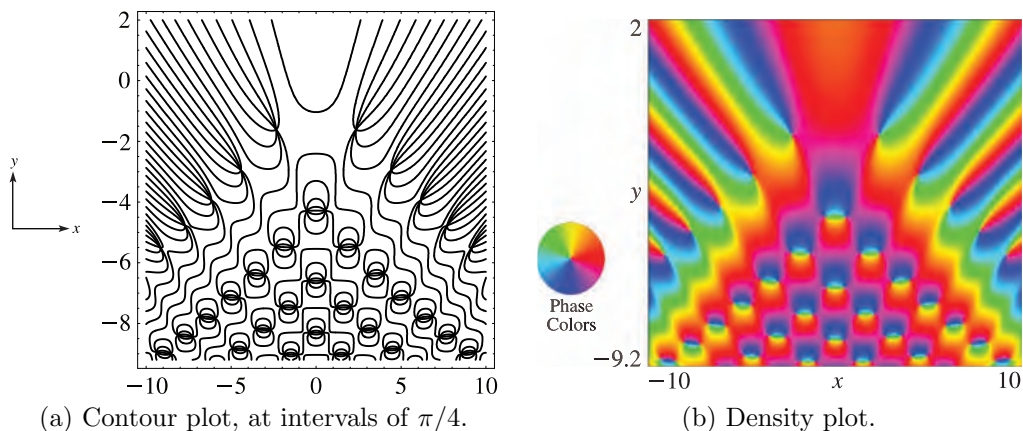 2
0
−2
−4
−6
−8
y
x
−10 −5 0 5 10
(a) Contour plot, at intervals of π/4.
2
y
−9.2
−10 x 10
Phase
Colors
(b) Density plot.